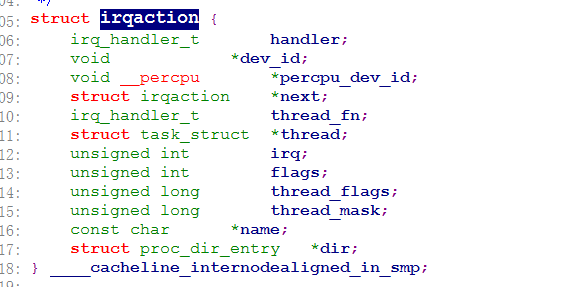 04: */
05: struct irqaction {
06: irq_handler_t handler;
07: void *dev_id;
08: void __percpu *percpu_dev_id;
09: struct irqaction *next;
10: irq_handler_t thread_fn;
11: struct task_struct *thread;
12: unsigned int irq;
13: unsigned int flags;
14: unsigned long thread_flags;
15: unsigned long thread_mask;
16: const char *name;
17: struct proc_dir_entry *dir;
18: } ____cacheline_internodealigned_in_smp;